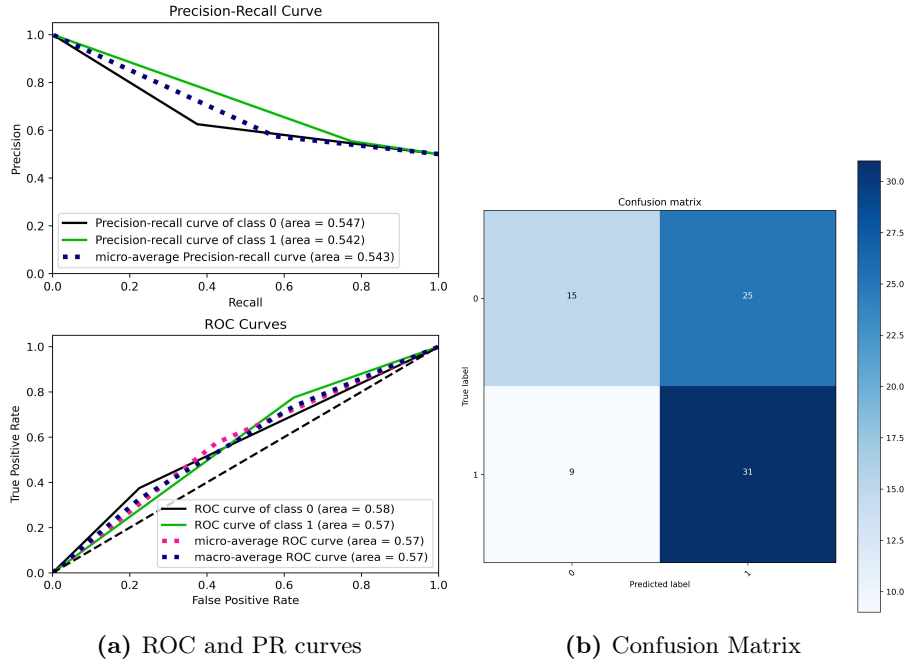 Precision-Recall Curve
1.0
0.8
0.6
0.4
0.2
0.0
Precision
Precision-recall curve of class 0 (area = 0.547)
Precision-recall curve of class 1 (area = 0.542)
micro-average Precision-recall curve (area = 0.543)
0.0 0.2 0.4 0.6 0.8 1.0
Recall
ROC Curves
1.0
0.8
0.6
0.4
0.2
0.0
True Positive Rate
ROC curve of class 0 (area = 0.58)
ROC curve of class 1 (area = 0.57)
micro-average ROC curve (area = 0.57)
macro-average ROC curve (area = 0.57)
0.0 0.2 0.4 0.6 0.8 1.0
False Positive Rate
(a) ROC and PR curves
Confusion matrix
0
1
True label
15 25
9 31
0 1
Predicted label
30.0
27.5
25.0
22.5
20.0
17.5
15.0
12.5
10.0
(b) Confusion Matrix